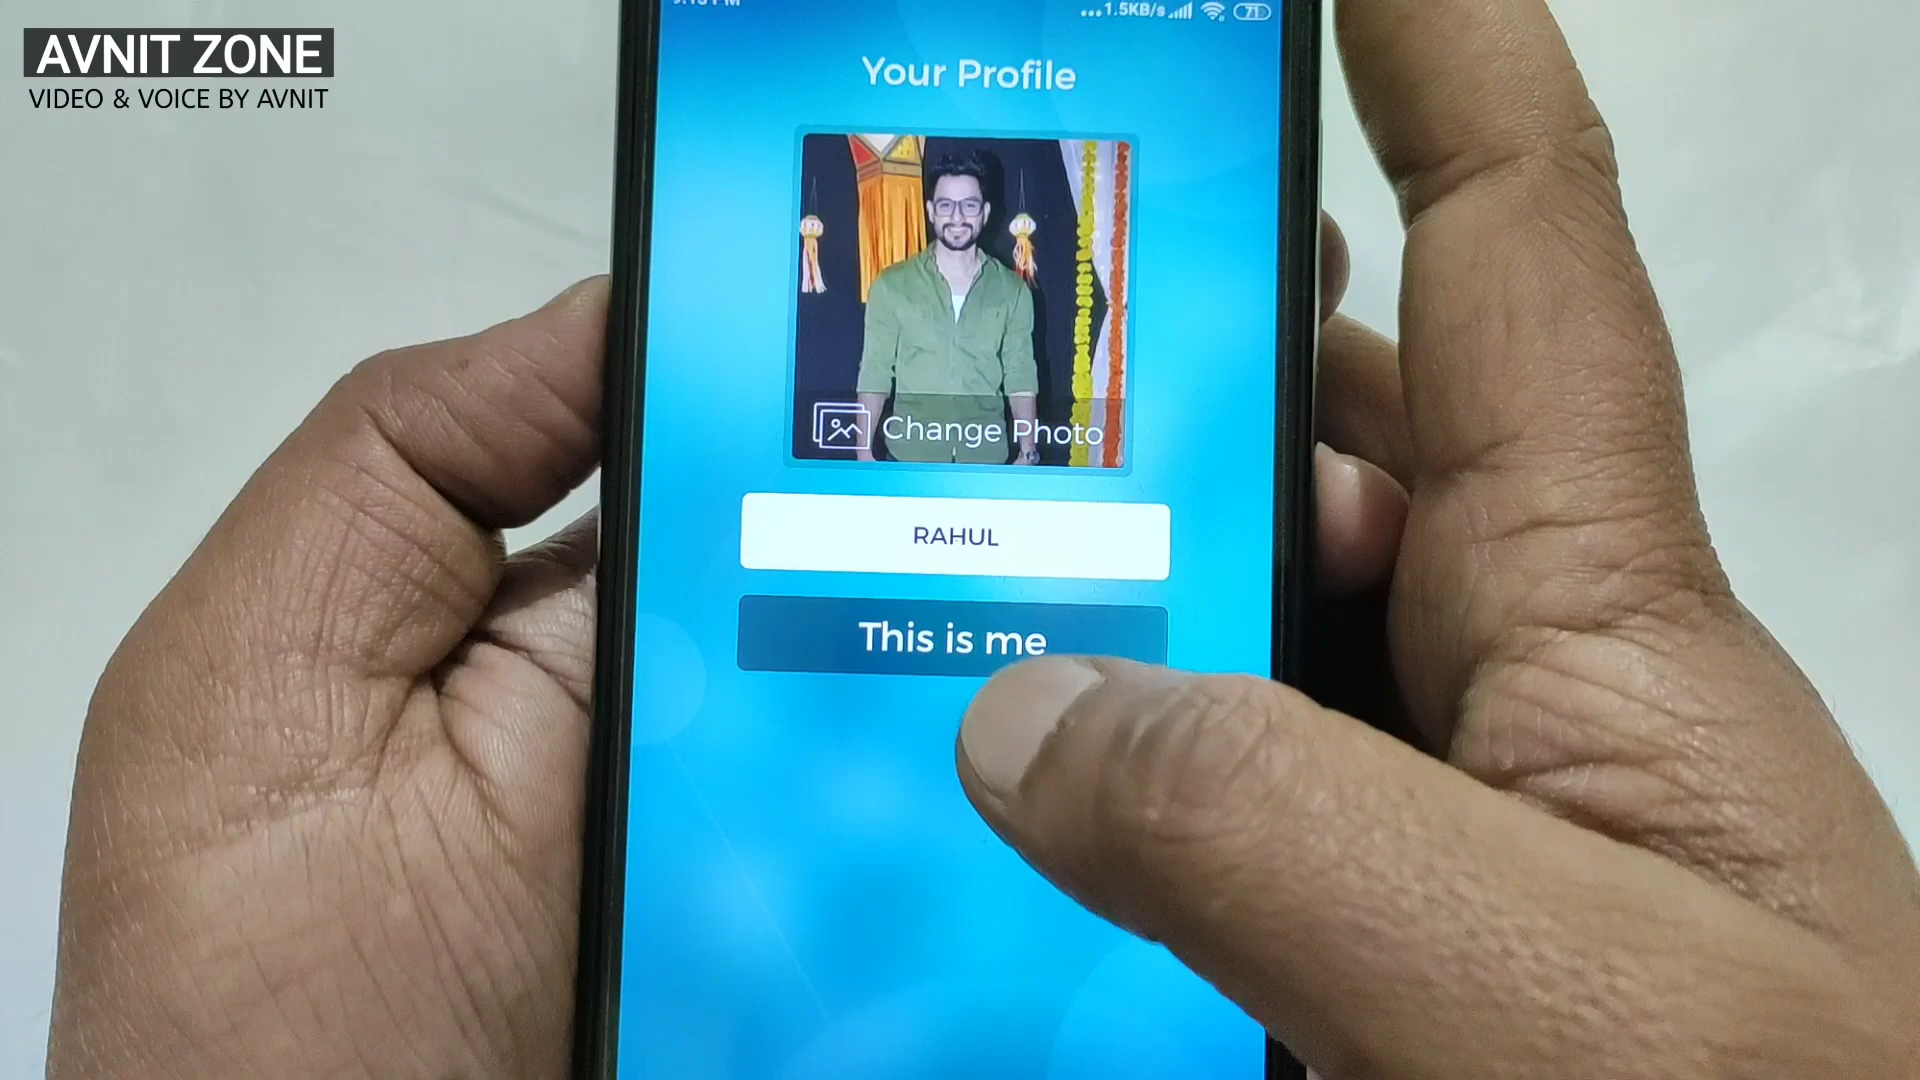 AVNIT ZONE
VIDEO & VOICE BY AVNIT
...1.5KB/s
71
Your Profile
Change Photo
RAHUL
This is me